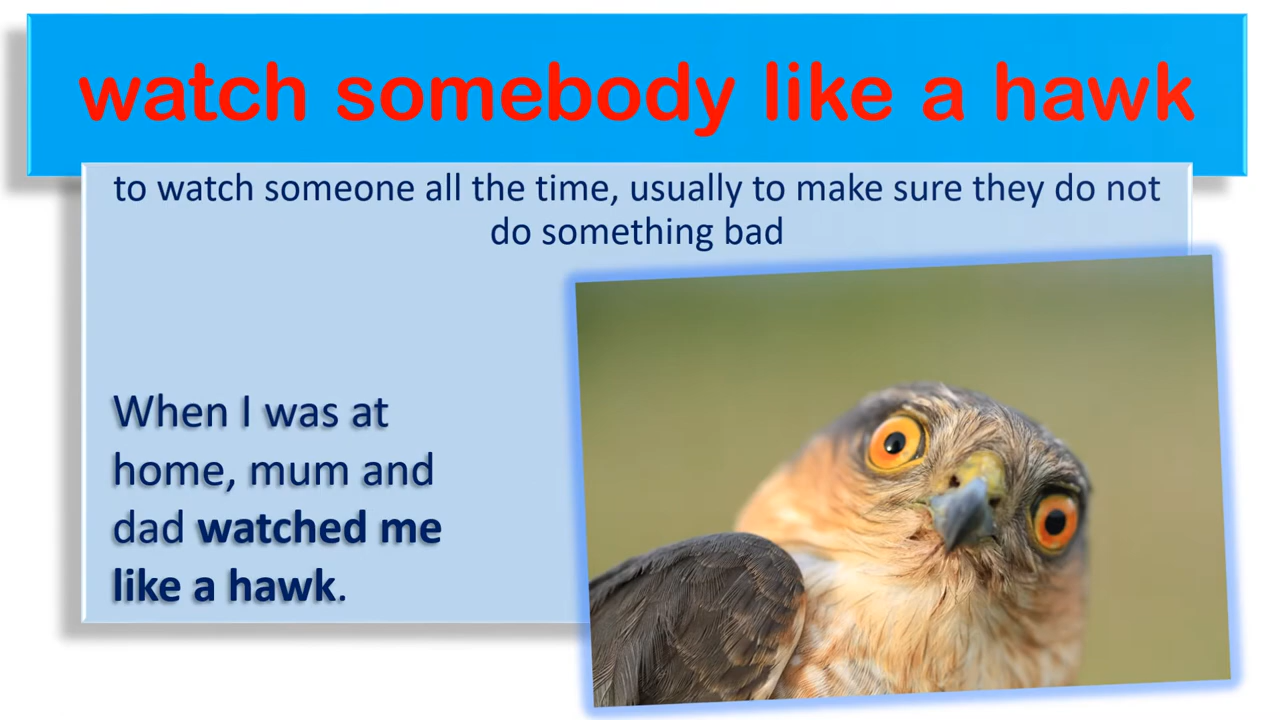 watch somebody like a hawk
to watch someone all the time, usually to make sure they do not
do something bad
When I was at
home, mum and
dad watched me
like a hawk.